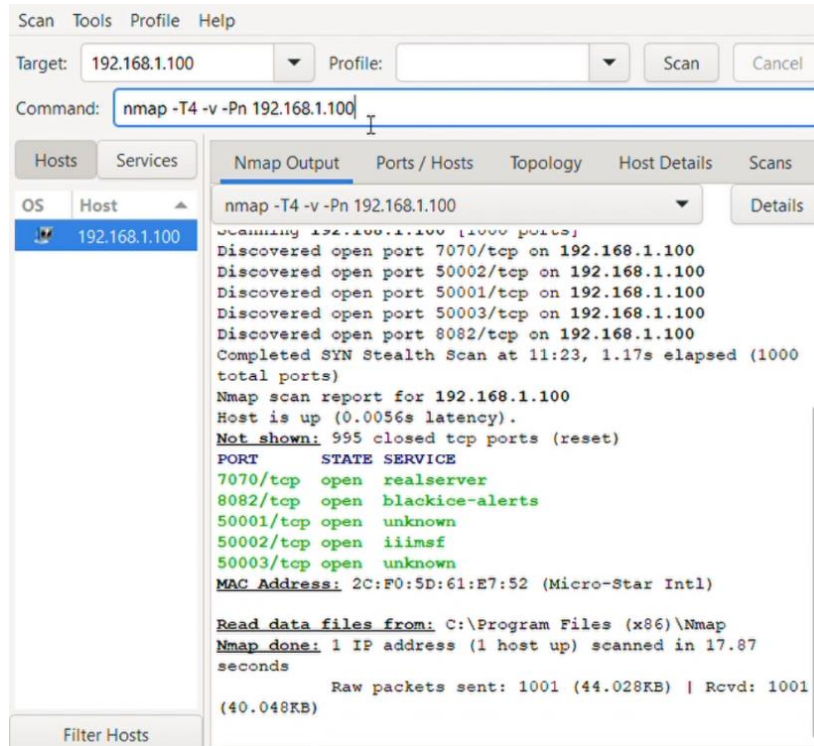 Scan Tools Profile Help
Target: 192.168.1.100 Profile: Scan Cancel
Command: nmap -T4 -v -Pn 192.168.1.100
Hosts Services
Nmap Output Ports / Hosts Topology Host Details Scans
OS Host
nmap -T4 -v -Pn 192.168.1.100 Details
192.168.1.100
Scanning 192.168.1.100 [1000 ports]
Discovered open port 7070/tcp on 192.168.1.100
Discovered open port 50002/tcp on 192.168.1.100
Discovered open port 50001/tcp on 192.168.1.100
Discovered open port 50003/tcp on 192.168.1.100
Discovered open port 8082/tcp on 192.168.1.100
Completed SYN Stealth Scan at 11:23, 1.17s elapsed (1000
total ports)
Nmap scan report for 192.168.1.100
Host is up (0.0056s latency).
Not shown: 995 closed tcp ports (reset)
PORT STATE SERVICE
7070/tcp open realserver
8082/tcp open blackice-alerts
50001/tcp open unknown
50002/tcp open iiimsf
50003/tcp open unknown
MAC Address: 2C:F0:5D:61:E7:52 (Micro-Star Intl)
Read data files from: C:\Program Files (x86)\Nmap
Nmap done: 1 IP address (1 host up) scanned in 17.87
seconds
Raw packets sent: 1001 (44.028KB) | Rcvd: 1001
(40.048KB)
Filter Hosts